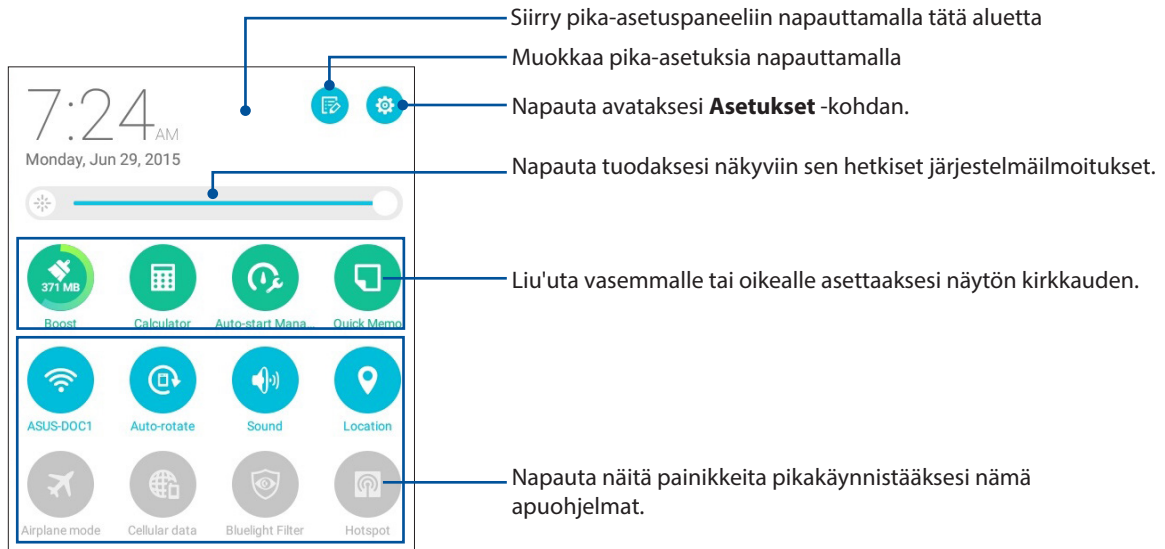 Siirry pika-asetuspaneeliin napauttamalla tätä aluetta
Muokkaa pika-asetuksia napauttamalla
Napauta avataksesi Asetukset -kohdan.
7:24 AM
Monday, Jun 29, 2015
Napauta tuodaksesi näkyviin sen hetkiset järjestelmäilmoitukset.
371 MB
Boost
Calculator
Auto-start Mana...
Quick Memo
Liu'uta vasemmalle tai oikealle asettaaksesi näytön kirkkauden.
ASUS-DOC1
Auto-rotate
Sound
Location
Airplane mode
Cellular data
Bluelight Filter
Hotspot
Napauta näitä painikkeita pikakäynnistääksesi nämä
apuohjelmat.